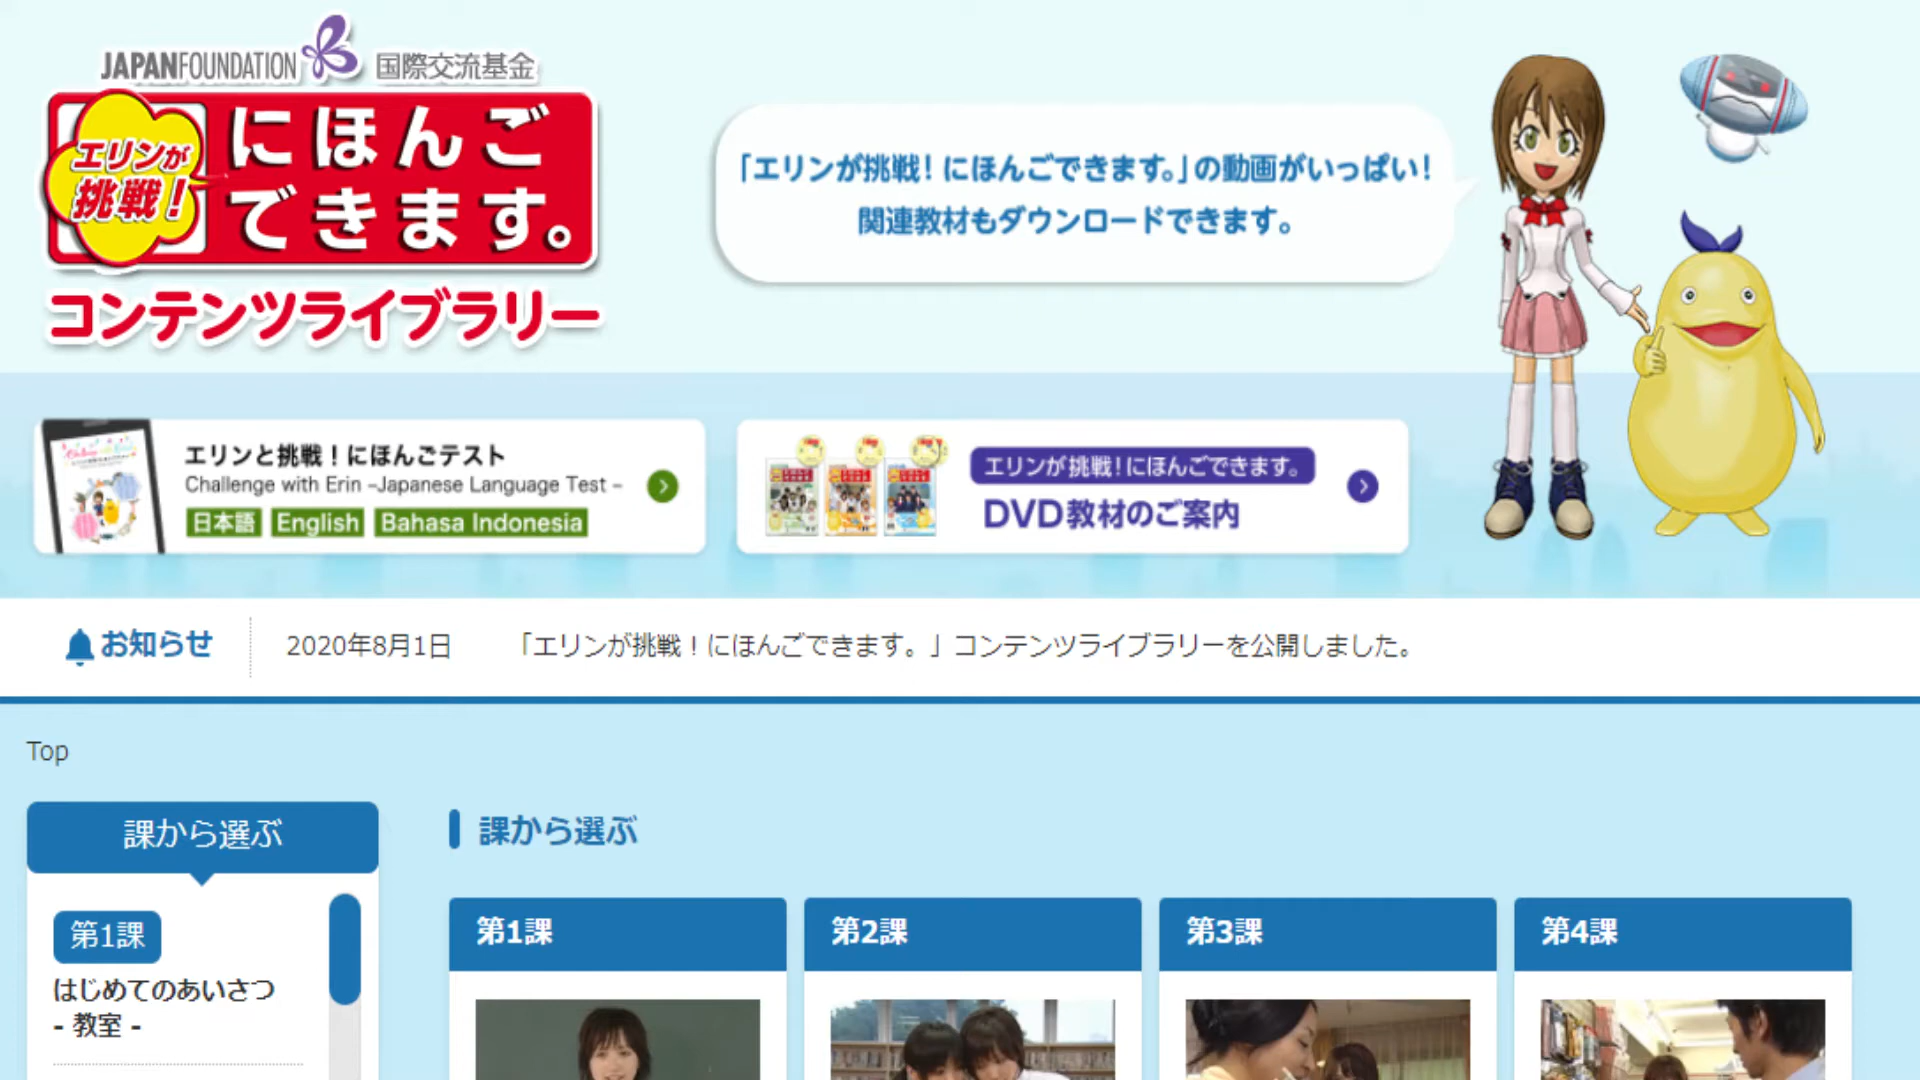 JAPANFOUNDATION 国際交流基金
エリンが
挑戦!
にほんご
できます。
コンテンツライブラリー
「エリンが挑戦! にほんごできます。」の動画がいっぱい!
関連教材もダウンロードできます。
エリンと挑戦！にほんごテスト
Challenge with Erin –Japanese Language Test –
日本語 English Bahasa Indonesia
エリンが挑戦!にほんごできます。
DVD教材のご案内
お知らせ 2020年8月1日 「エリンが挑戦！にほんごできます。」コンテンツライブラリーを公開しました。
Top
課から選ぶ
第1課
はじめてのあいさつ
- 教室 -
課から選ぶ
第1課 第2課 第3課 第4課